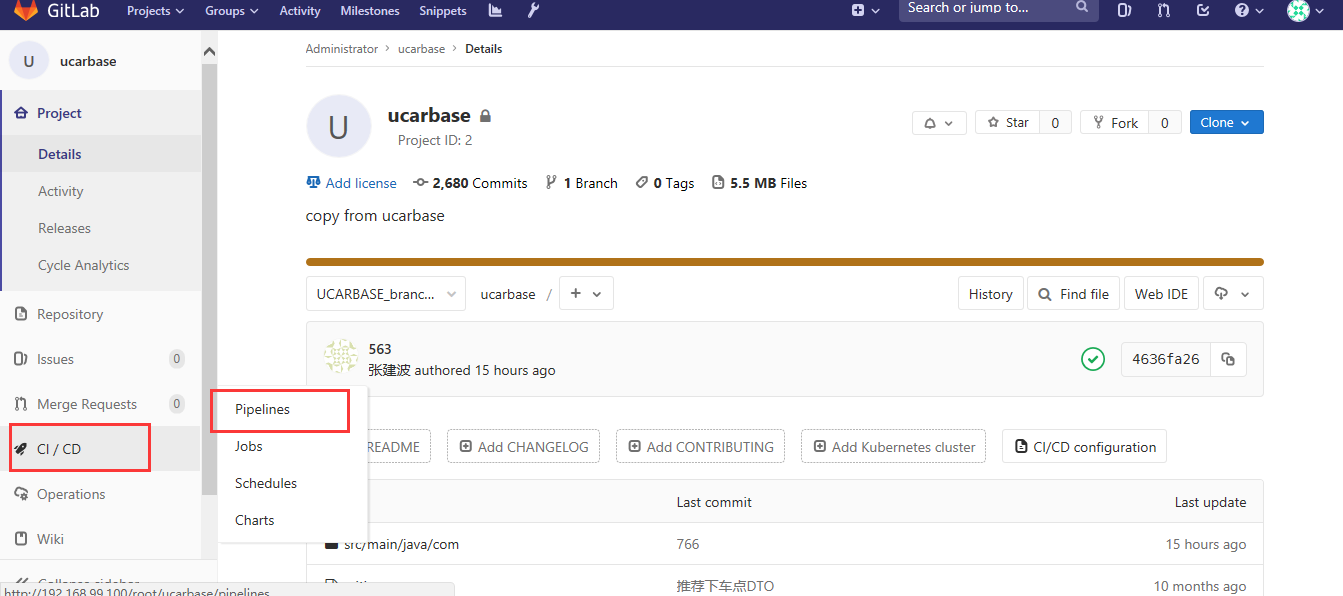 GitLab Projects Groups Activity Milestones Snippets Search or jump to...
U ucarbase
Project
Details
Activity
Releases
Cycle Analytics
Repository
Issues 0
Merge Requests 0
CI / CD
Operations
Wiki
Collapse sidebar
http://192.168.99.100/root/ucarbase/pipelines
Pipelines
Jobs
Schedules
Charts
Administrator > ucarbase > Details
U
ucarbase
Project ID: 2
Star 0 Fork 0 Clone
Add license 2,680 Commits 1 Branch 0 Tags 5.5 MB Files
copy from ucarbase
UCARBASE_branc... ucarbase / + History Find file Web IDE
563
张建波 authored 15 hours ago
4636fa26
README Add CHANGELOG Add CONTRIBUTING Add Kubernetes cluster CI/CD configuration
Last commit Last update
src/main/java/com 766 15 hours ago
推荐下车点DTO 10 months ago